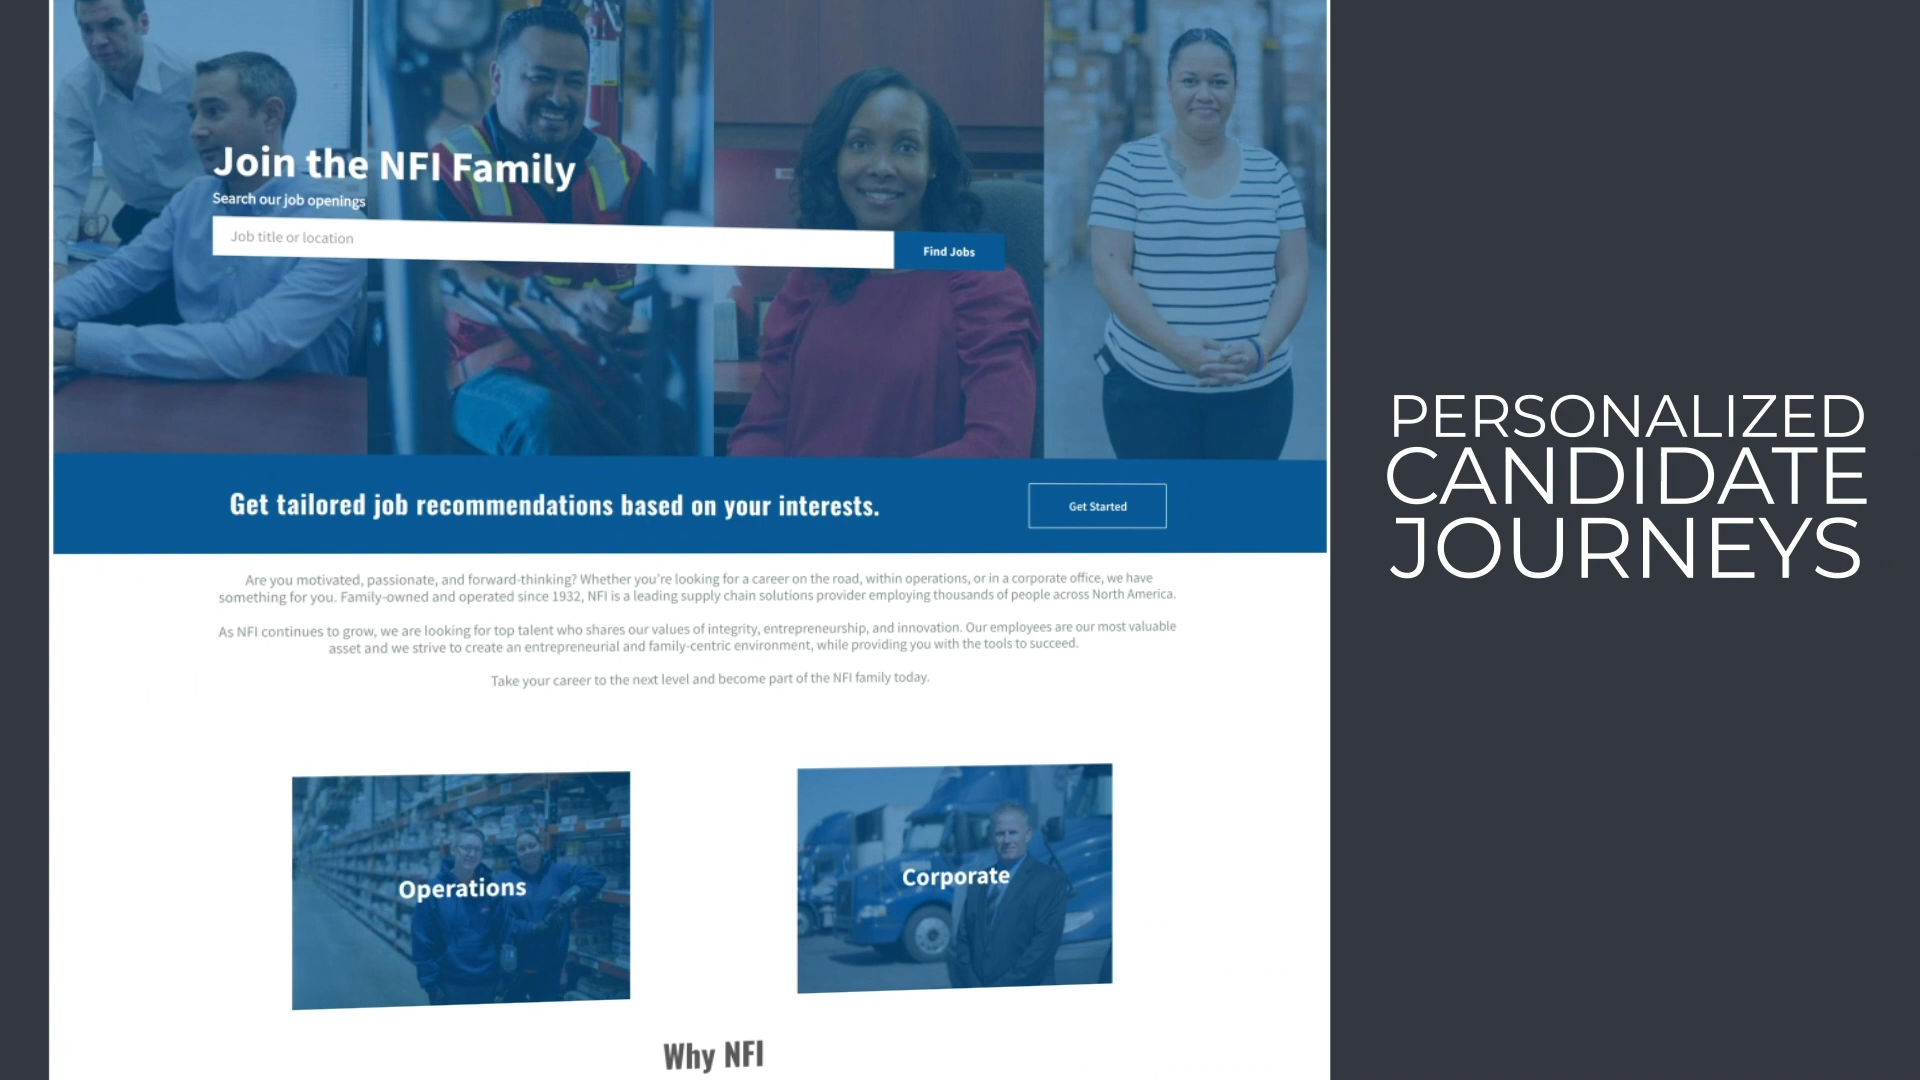 Join the NFI Family
Search our job openings
Job title or location
Find Jobs
Get tailored job recommendations based on your interests.
Get Started
Are you motivated, passionate, and forward-thinking? Whether you're looking for a career on the road, within operations, or in a corporate office, we have
something for you. Family-owned and operated since 1932, NFI is a leading supply chain solutions provider employing thousands of people across North America.
As NFI continues to grow, we are looking for top talent who shares our values of integrity, entrepreneurship, and innovation. Our employees are our most valuable
asset and we strive to create an entrepreneurial and family-centric environment, while providing you with the tools to succeed.
Take your career to the next level and become part of the NFI family today.
Operations
Corporate
Why NFI
PERSONALIZED
CANDIDATE
JOURNEYS